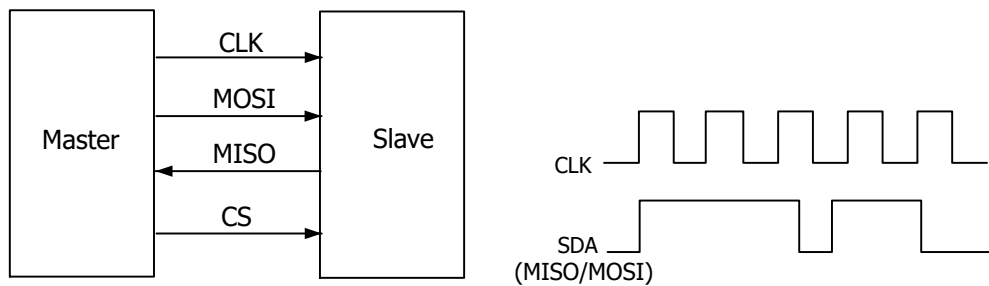 CLK
MOSI
Master
Slave
MISO
CS
CLK
SDA
(MISO/MOSI)